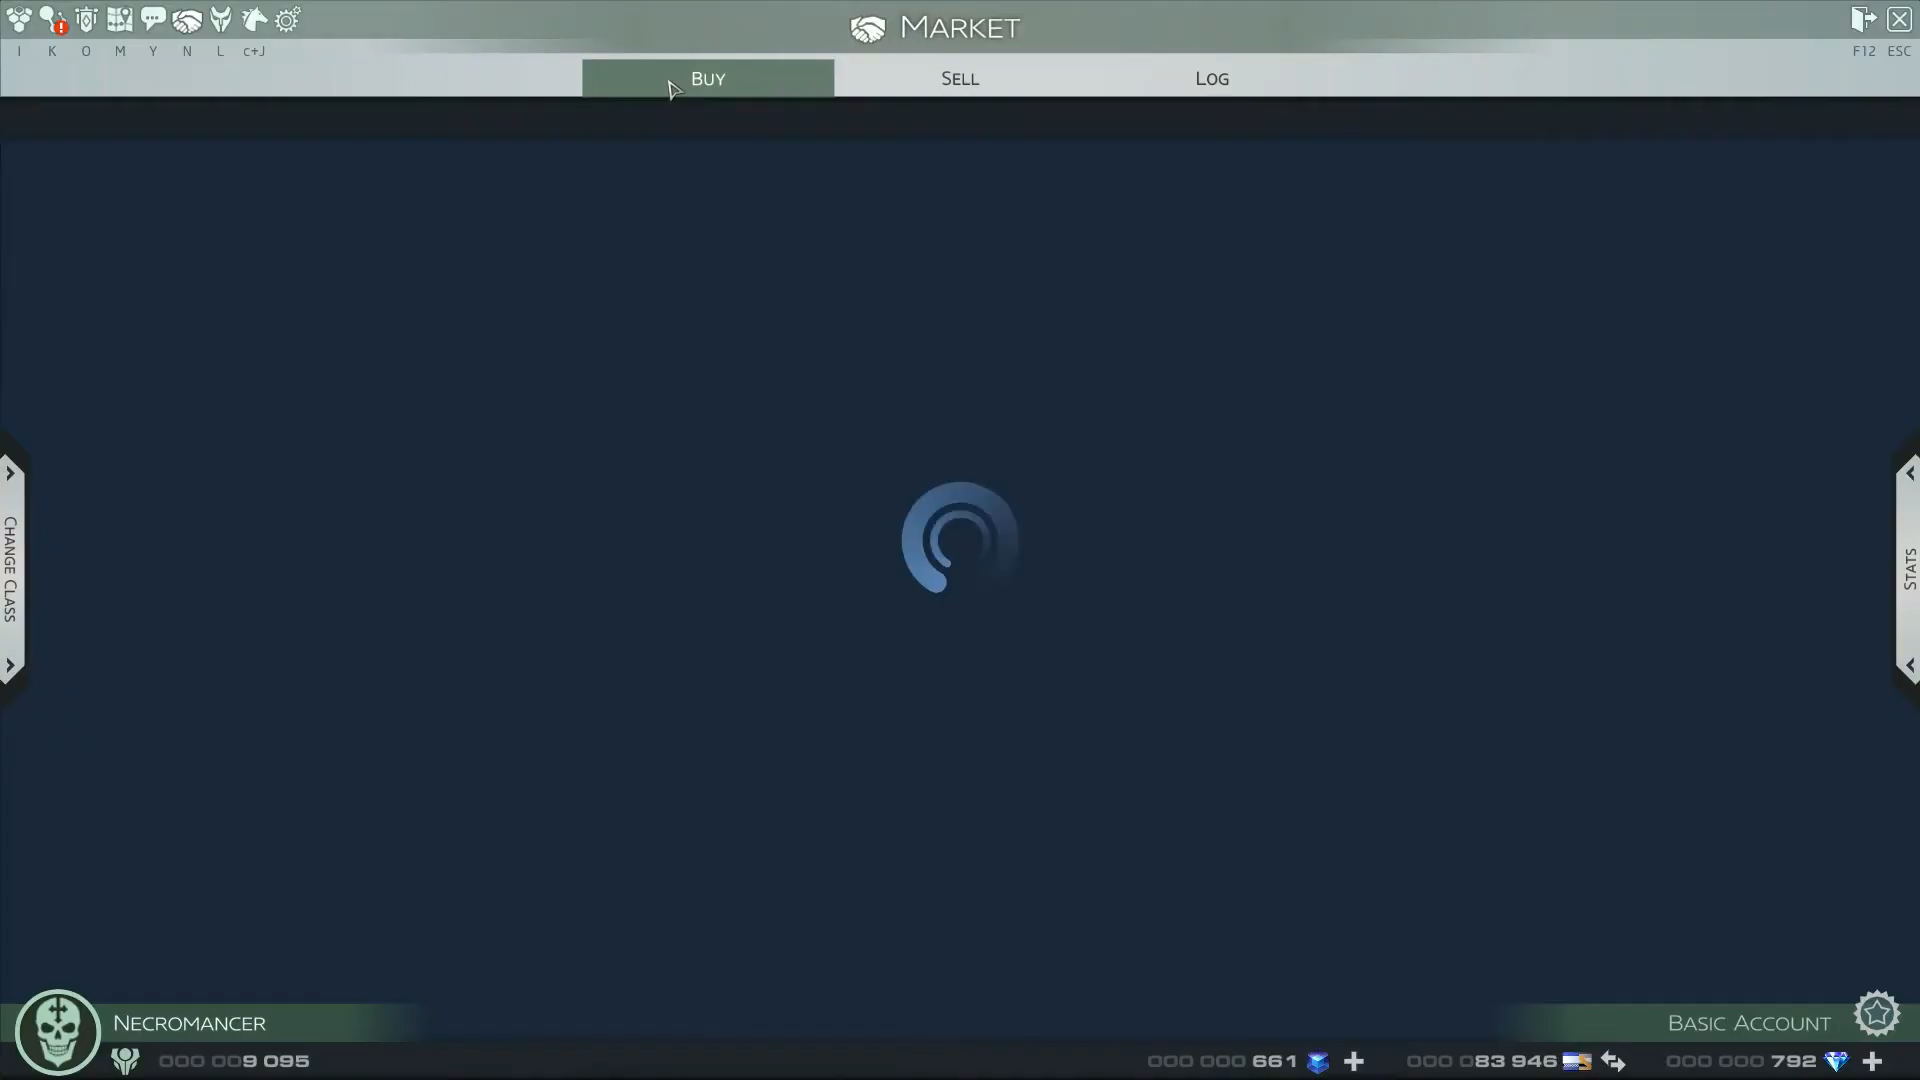 MARKET
I K O M Y N L C+J
F12 ESC
BUY SELL LOG
CHANGE CLASS
STATS
NECROMANCER
BASIC ACCOUNT
000 009 095
000 000 661
000 083 946
000 000 792